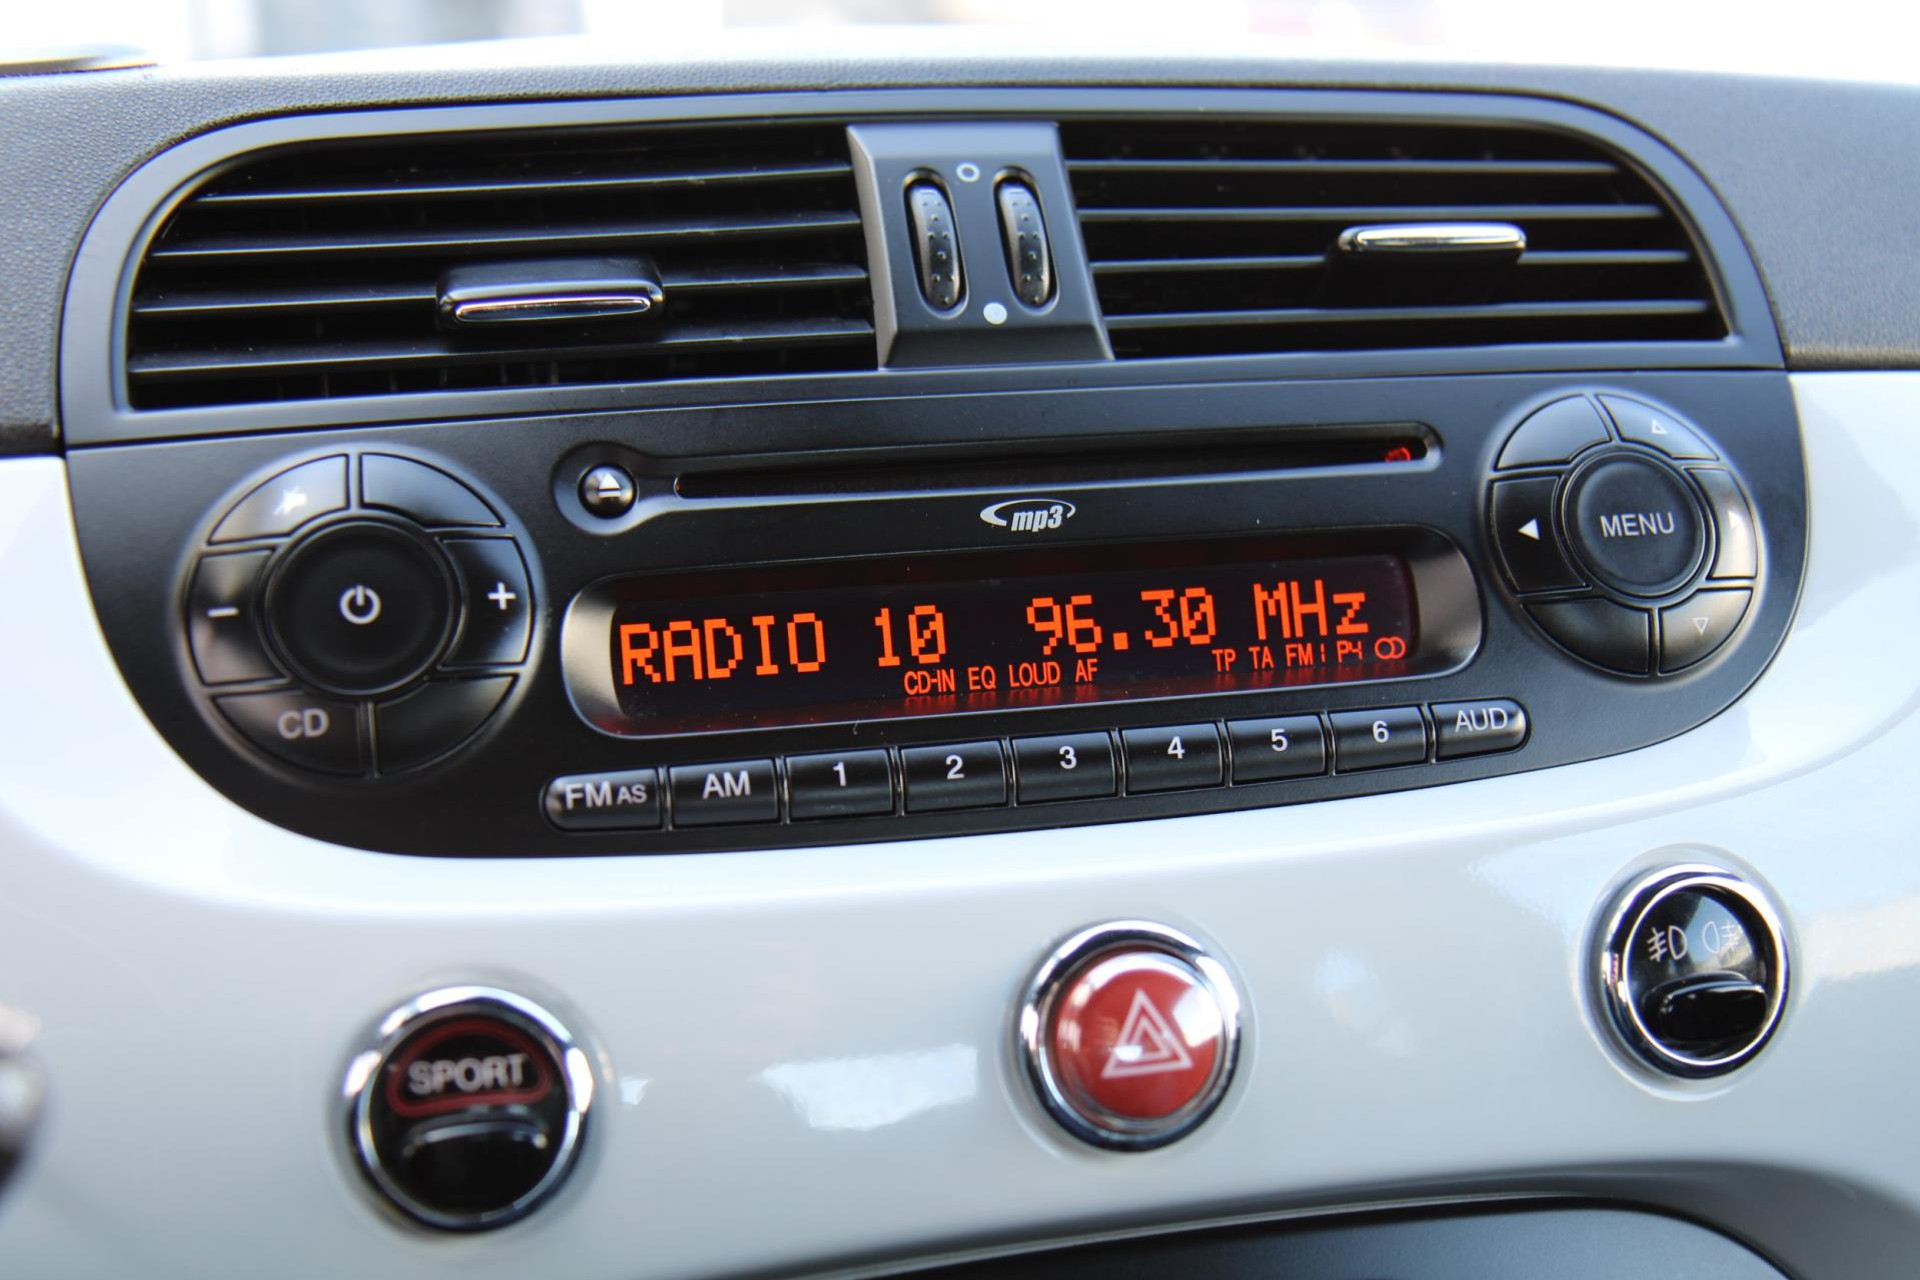 mp3
MENU
RADIO 10 96.30 MHz
CD-IN EQ LOUD AF TP TA FM1 P4
CD
FM AS AM 1 2 3 4 5 6 AUD
SPORT